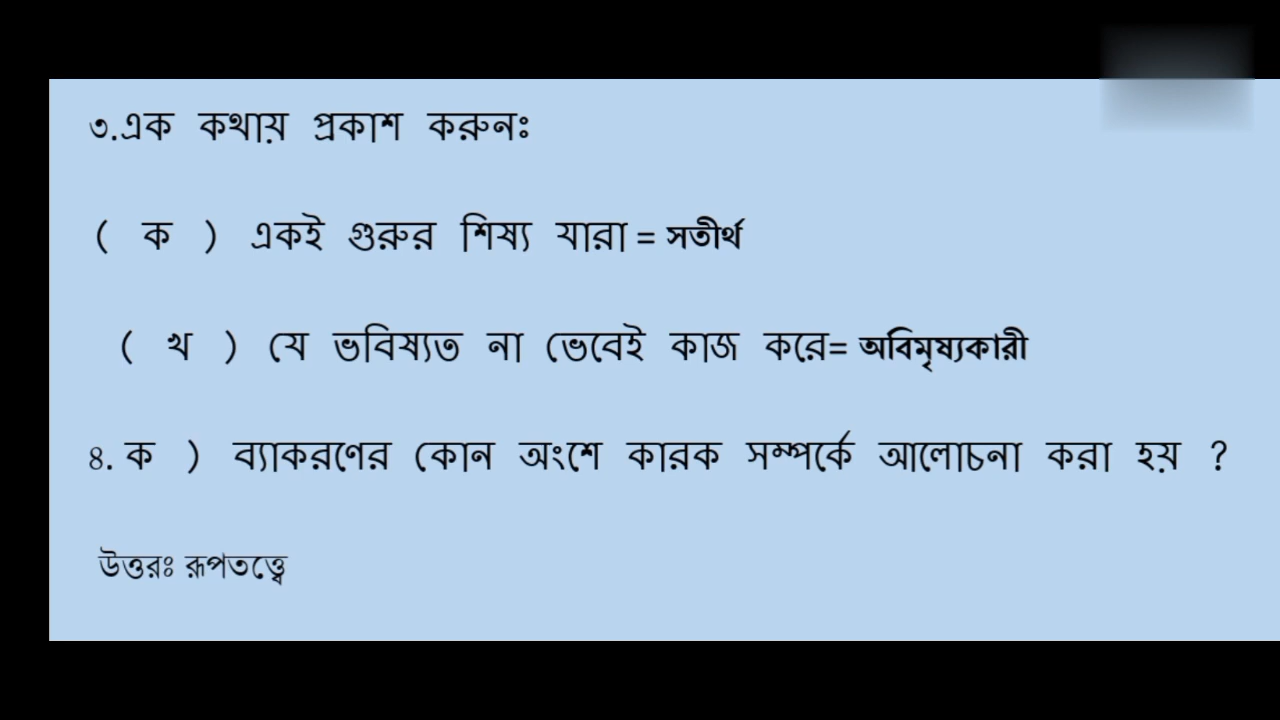 ৩.এক কথায় প্রকাশ করুনঃ
( ক ) একই গুরুর শিষ্য যারা = সতীর্থ
( খ ) যে ভবিষ্যত না ভেবেই কাজ করে= অবিমৃষ্যকারী
৪. ক ) ব্যাকরণের কোন অংশে কারক সম্পর্কে আলোচনা করা হয় ?
উত্তরঃ রূপতত্ত্বে